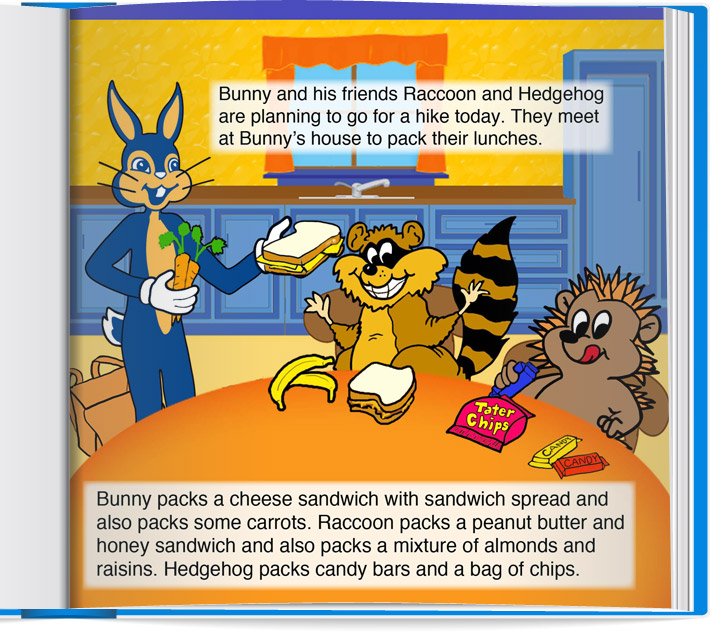 Bunny and his friends Raccoon and Hedgehog
are planning to go for a hike today. They meet
at Bunny's house to pack their lunches.
Tater
Chips
CANDY
CANDY
Bunny packs a cheese sandwich with sandwich spread and
also packs some carrots. Raccoon packs a peanut butter and
honey sandwich and also packs a mixture of almonds and
raisins. Hedgehog packs candy bars and a bag of chips.